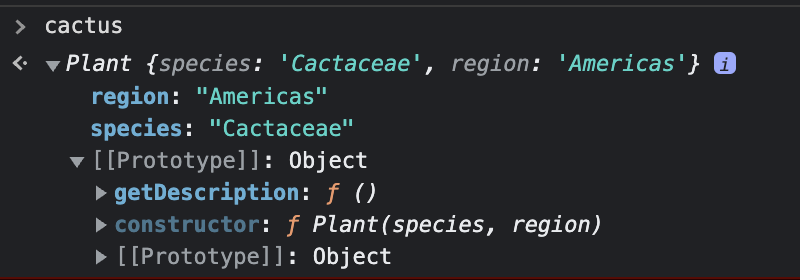 > cactus
Plant {species: 'Cactaceae', region: 'Americas'} i
region: "Americas"
species: "Cactaceae"
[[Prototype]]: Object
getDescription: ƒ ()
constructor: ƒ Plant(species, region)
[[Prototype]]: Object